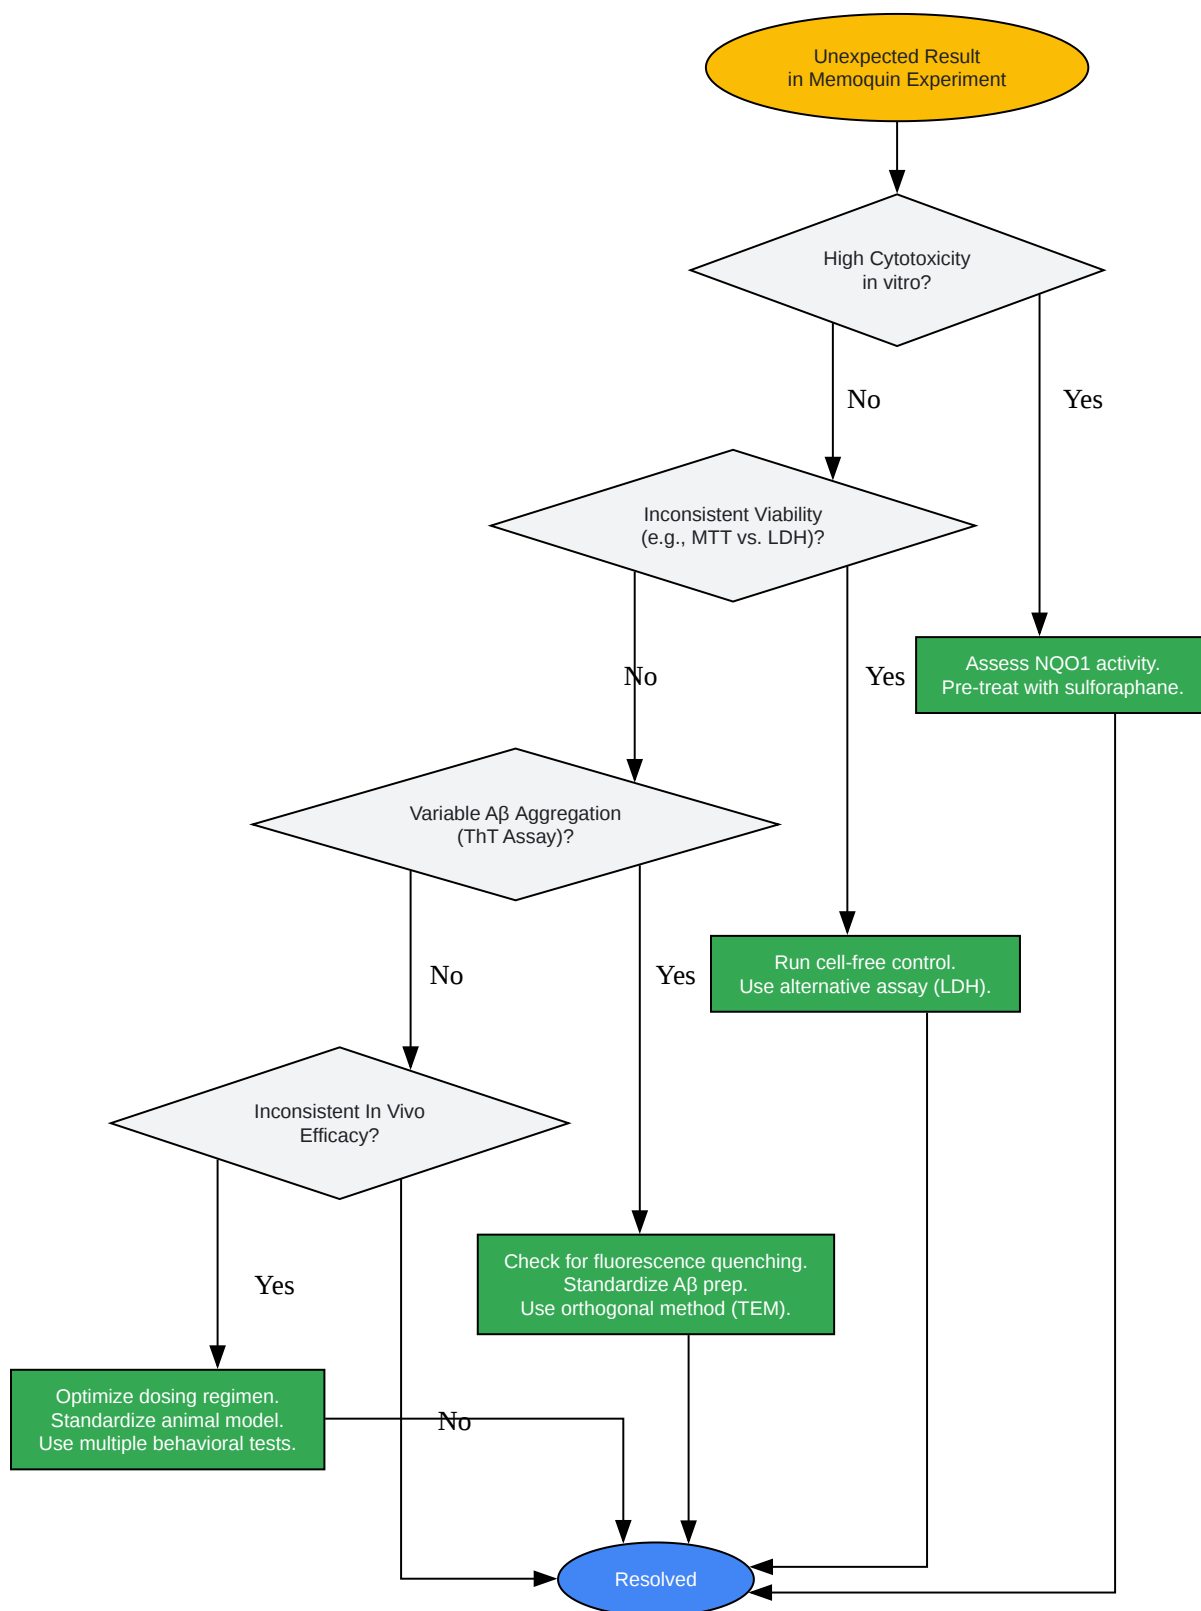 Unexpected Result
in Memoquin Experiment
High Cytotoxicity
in vitro?
No
Yes
Inconsistent Viability
(e.g., MTT vs. LDH)?
Assess NQO1 activity.
Pre-treat with sulforaphane.
No
Yes
Variable Aβ Aggregation
(ThT Assay)?
Run cell-free control.
Use alternative assay (LDH).
No
Yes
Inconsistent In Vivo
Efficacy?
Check for fluorescence quenching.
Standardize Aβ prep.
Use orthogonal method (TEM).
Yes
Optimize dosing regimen.
Standardize animal model.
Use multiple behavioral tests.
No
Resolved